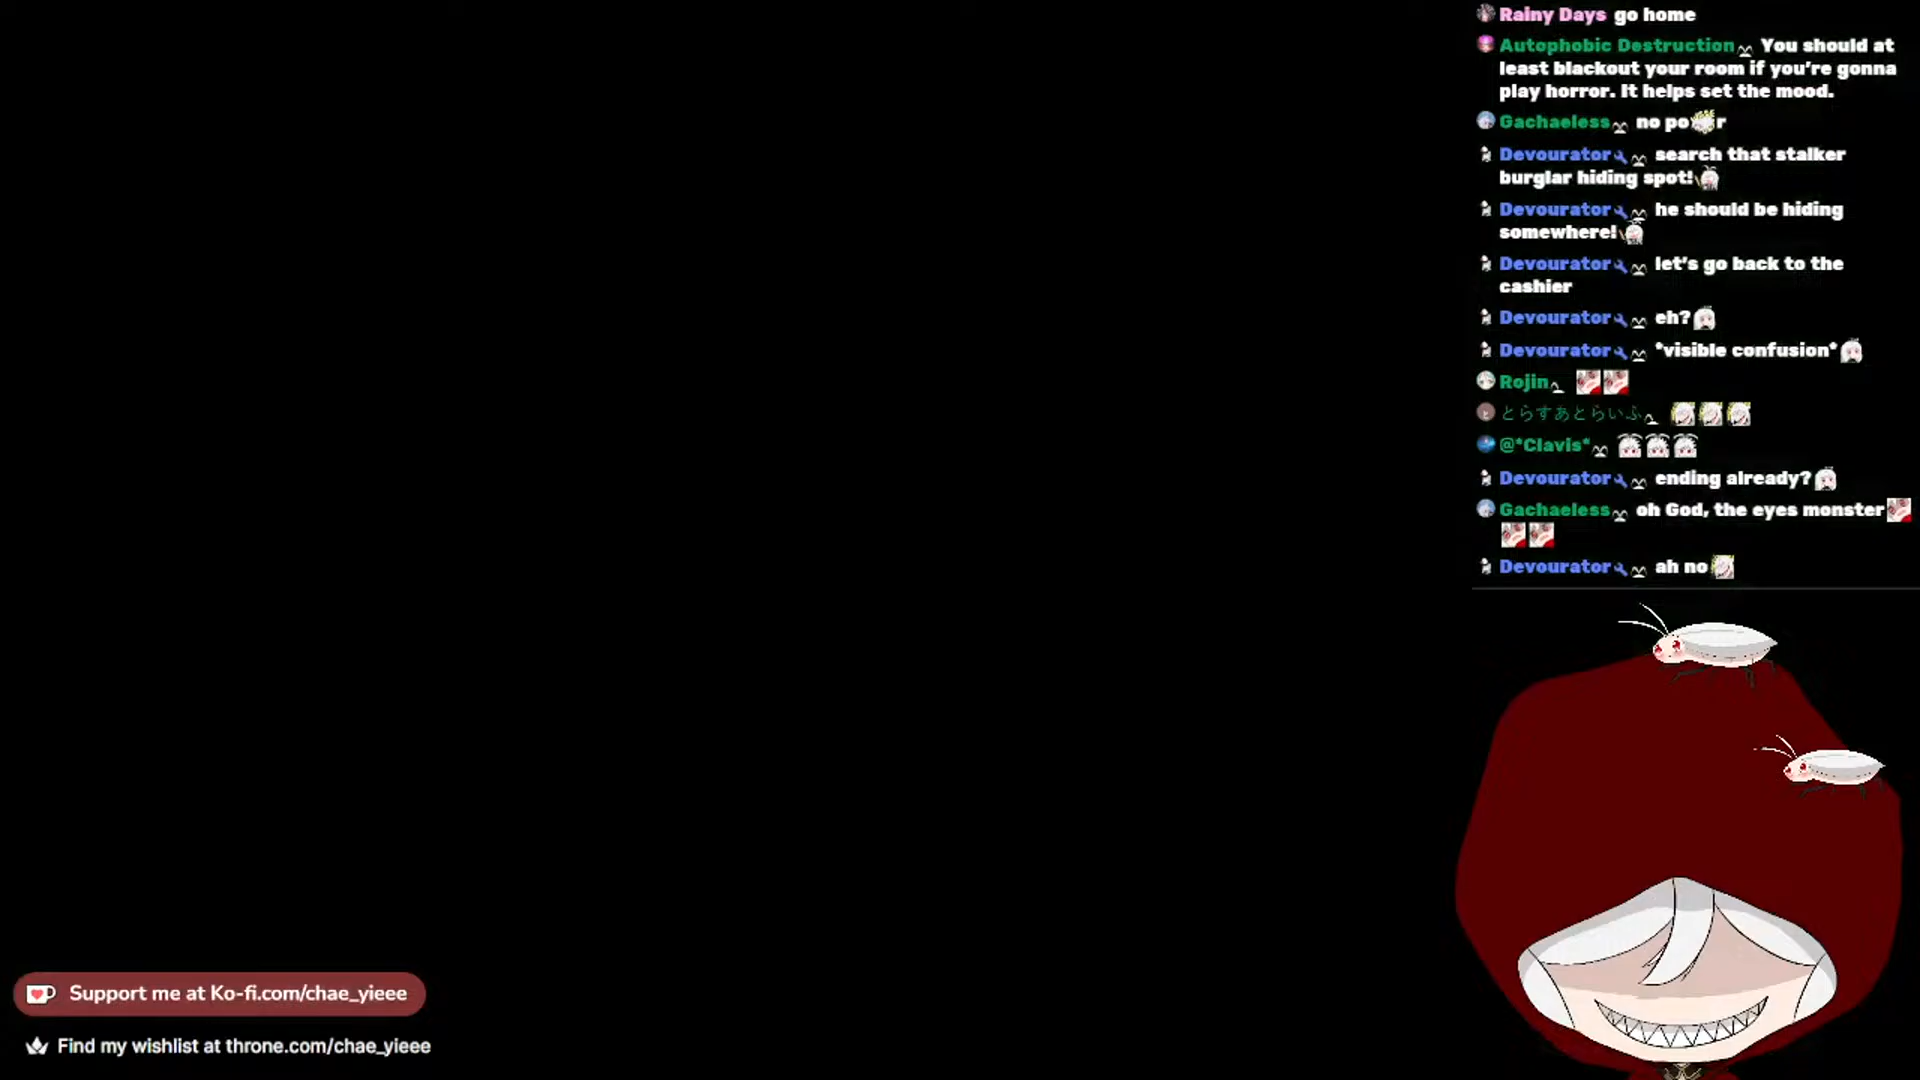 Rainy Days go home
Autophobic Destruction You should at
least blackout your room if you're gonna
play horror. It helps set the mood.
Gachaeless no po r
Devourator search that stalker
burglar hiding spot!
Devourator he should be hiding
somewhere!
Devourator let's go back to the
cashier
Devourator eh?
Devourator *visible confusion*
Rojin
とらすあとらいふ
@*Clavis*
Devourator ending already?
Gachaeless oh God, the eyes monster
Devourator ah no
Support me at Ko-fi.com/chae_yieee
Find my wishlist at throne.com/chae_yieee